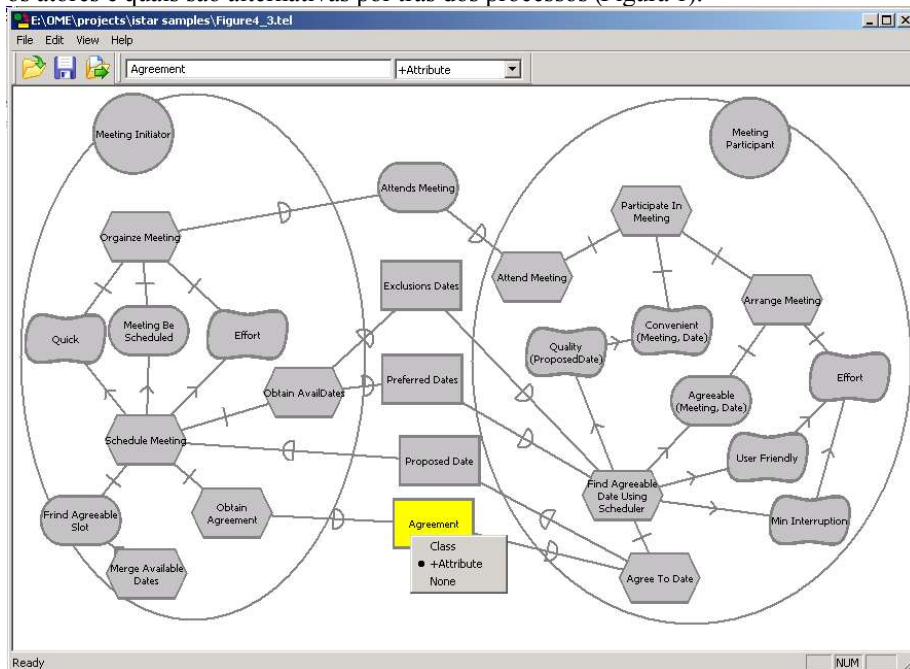 os atores e quais são alternativas por trás dos processos (Figura 1).
E:\OME\projects\istar samples\Figure4_3.tel
File Edit View Help
Agreement
+Attribute
Meeting Initiator
Meeting
Participant
Attends Meeting
Participate In
Meeting
Orgainze Meeting
Attend Meeting
Exclusions Dates
Arrange Meeting
Quick
Meeting Be
Scheduled
Effort
Quality
(ProposedDate)
Convenient
(Meeting, Date)
Obtain AvailDates
Preferred Dates
Effort
Agreeable
(Meeting, Date)
Schedule Meeting
Proposed Date
User Friendly
Find Agreeable
Date Using
Scheduler
Frind Agreeable
Slot
Obtain
Agreement
Agreement
Min Interruption
Class
+Attribute
None
Merge Available
Dates
Agree To Date
Ready
NUM